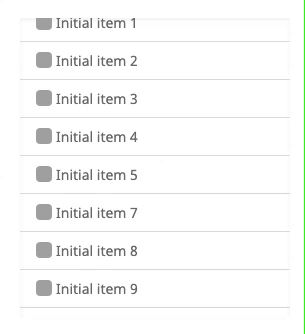 Initial item 1
Initial item 2
Initial item 3
Initial item 4
Initial item 5
Initial item 7
Initial item 8
Initial item 9